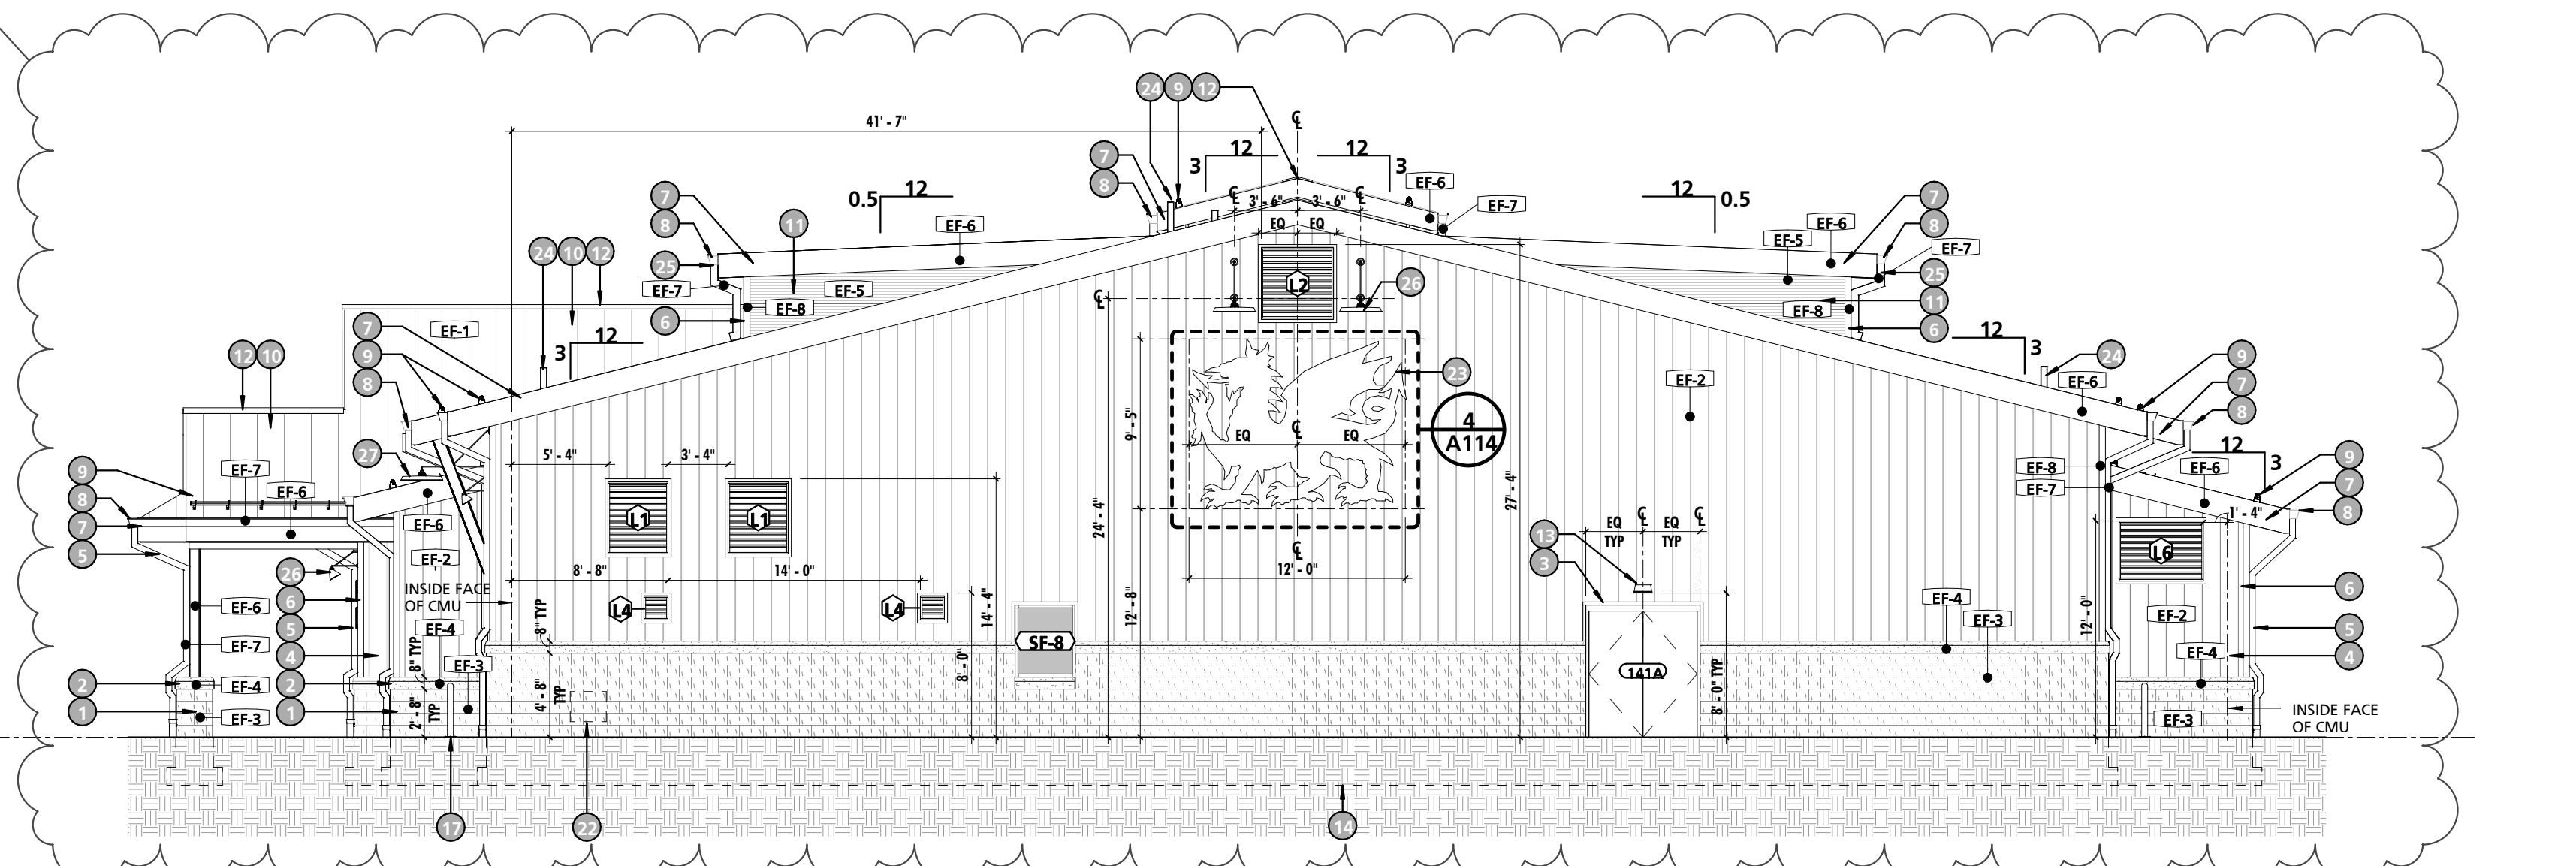 24 9 12
℄
41' - 7"
7
8
3 12
12 3
EF-6
EF-7
℄ 3' - 6" 3' - 6" ℄
EQ EQ
7
8
0.5 12
12 0.5
7
8
11
EF-6
EF-6
EF-5
EF-7
24 10 12
25
EF-7
EF-5
EF-8
6
L2
26
℄
25
11
EF-8
6
EF-1
7
9
8
3 12
12 3
24
9
7
8
EF-6
12 10
23
EF-2
4
A114
9' - 5"
EQ ℄ EQ
27
5' - 4"
3' - 4"
12 3
9
7
8
EF-8
EF-7
EF-6
9
8
7
5
EF-7
EF-6
EF-6
L1
L1
24' - 4"
27' - 4"
EQ ℄ EQ ℄
TYP TYP
1' - 4"
L6
EF-2
℄
12' - 0"
8' - 8"
14' - 0"
13
3
26
6
5
4
2
1
INSIDE FACE
OF CMU
EF-6
EF-7
EF-4
EF-3
L4
L4
14' - 4"
12' - 8"
8' - 0"
EF-4
EF-3
12' - 0"
6
5
4
EF-2
EF-4
EF-3
8" TYP
8" TYP
SF-8
141A
8' - 0" TYP
EF-4
EF-3
2
1
2' - 8"
TYP
4' - 8"
TYP
INSIDE FACE
OF CMU
17
22
14